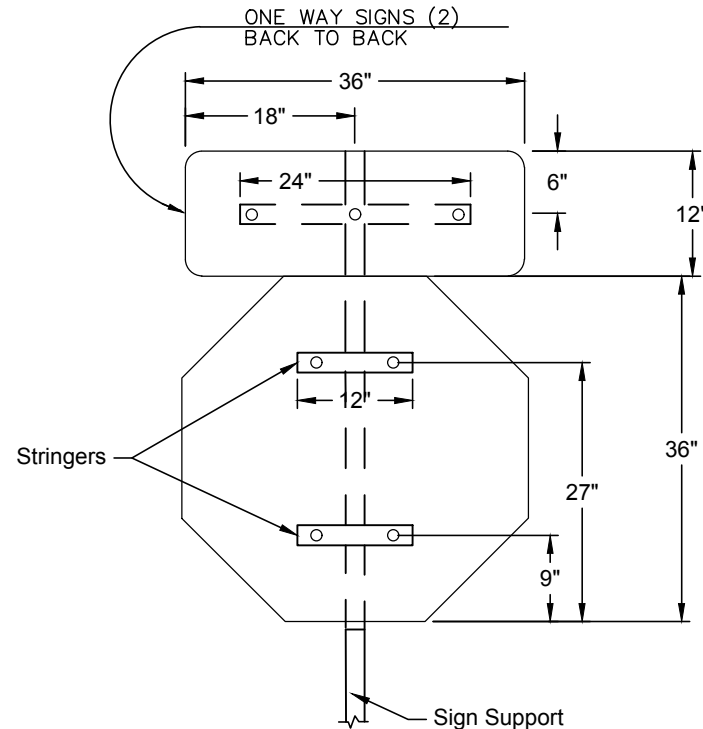 ONE WAY SIGNS (2)
BACK TO BACK
36"
18"
24"
6"
12"
12"
36"
Stringers
27"
9"
Sign Support